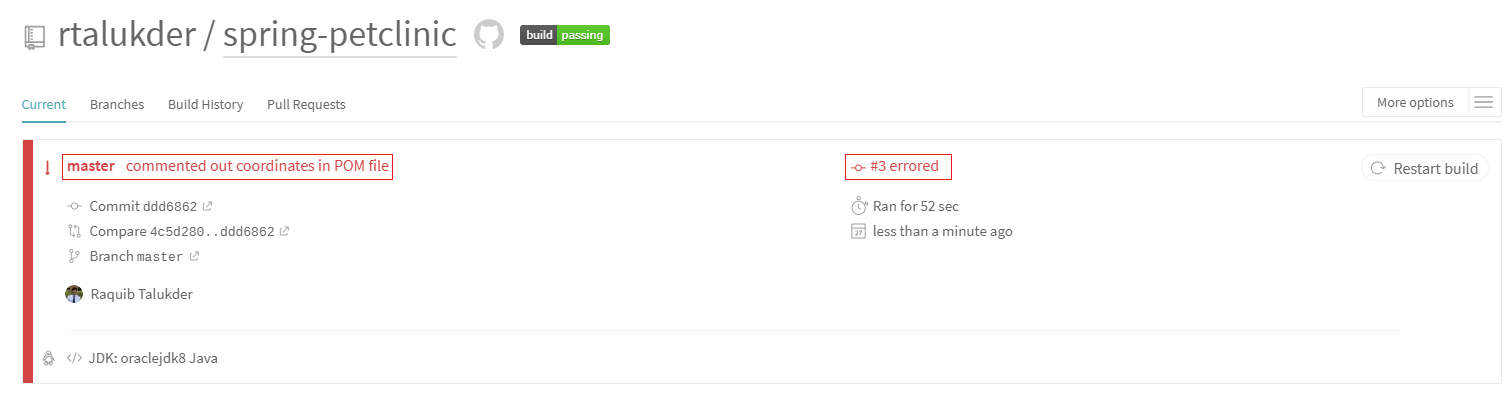 rtalukder / spring-petclinic build passing
Current Branches Build History Pull Requests More options
! master commented out coordinates in POM file #3 errored Restart build
Commit ddd6862 Ran for 52 sec
Compare 4c5d280..ddd6862 27 less than a minute ago
Branch master
Raquib Talukder
</> JDK: oraclejdk8 Java